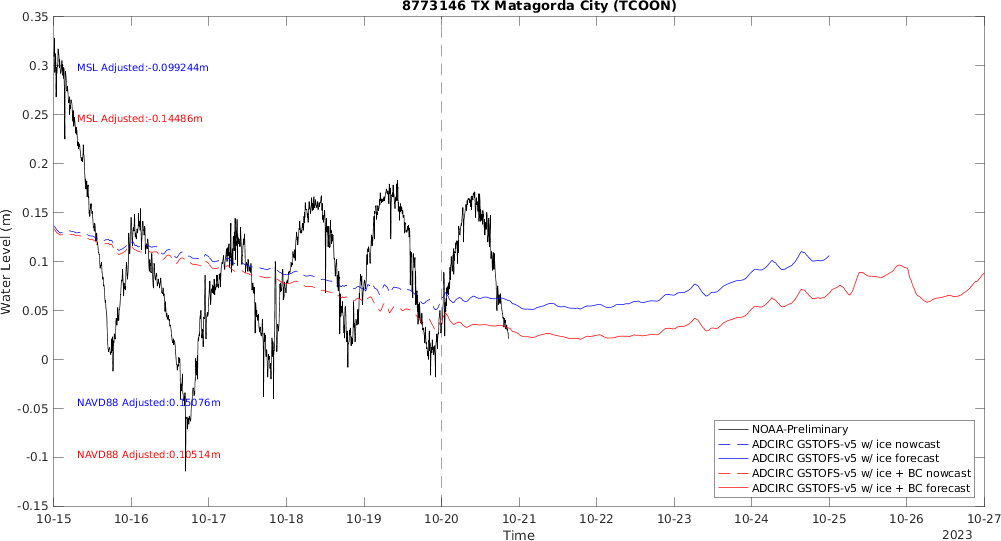 8773146 TX Matagorda City (TCOON)
0.35
0.3
0.25
0.2
0.15
0.1
0.05
0
-0.05
-0.1
-0.15
Water Level (m)
MSL Adjusted:-0.099244m
MSL Adjusted:-0.14486m
NAVD88 Adjusted:0.15076m
NAVD88 Adjusted:0.10514m
NOAA-Preliminary
ADCIRC GSTOFS-v5 w/ ice nowcast
ADCIRC GSTOFS-v5 w/ ice forecast
ADCIRC GSTOFS-v5 w/ ice + BC nowcast
ADCIRC GSTOFS-v5 w/ ice + BC forecast
10-15 10-16 10-17 10-18 10-19 10-20 10-21 10-22 10-23 10-24 10-25 10-26 10-27
Time
2023